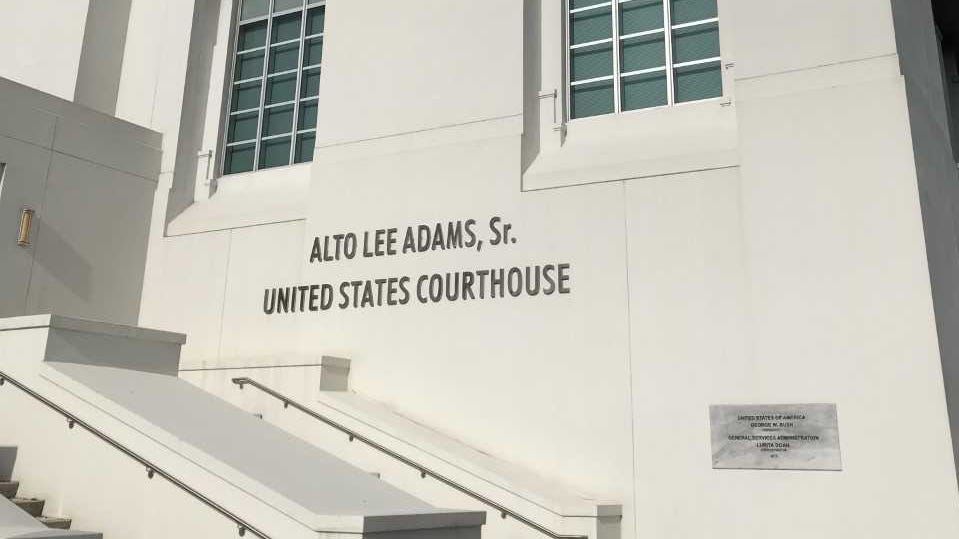 ALTO LEE ADAMS, Sr.
UNITED STATES COURTHOUSE
UNITED STATES OF AMERICA
GEORGE W. BUSH
GENERAL SERVICES ADMINISTRATION
LURITA DOAN